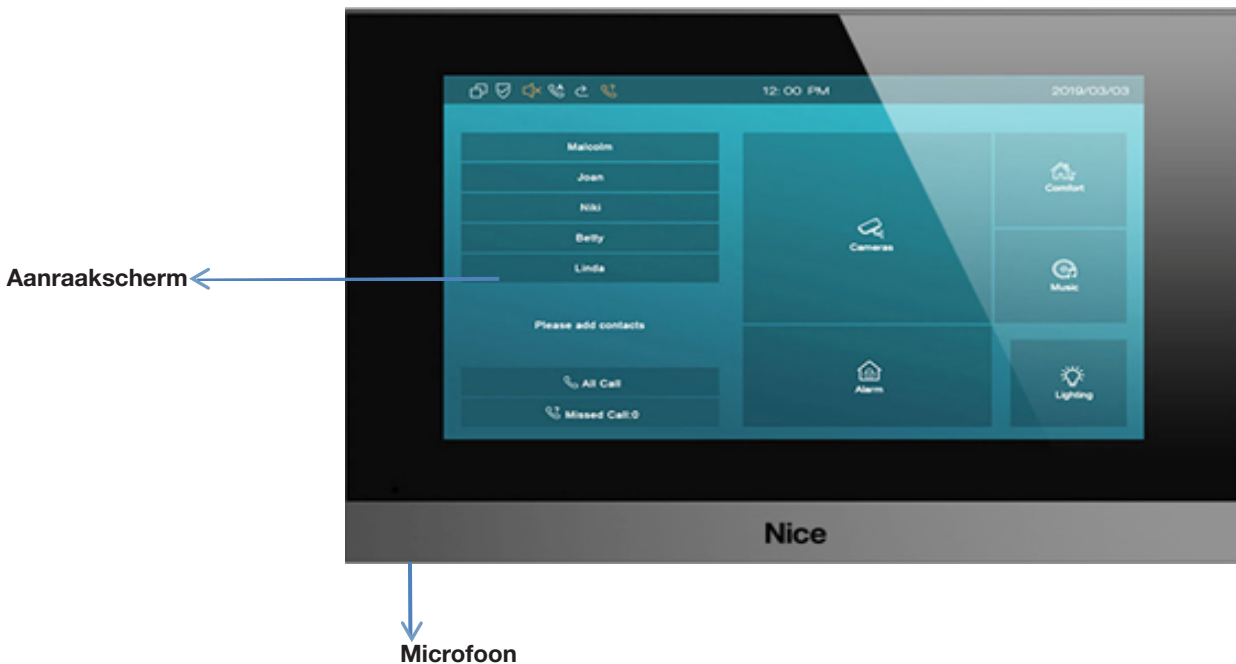 12:00 PM
2019/03/03
Malcolm
Joan
Niki
Betty
Linda
Please add contacts
All Call
Missed Call:0
Cameras
Alarm
Comfort
Music
Lighting
Aanraakscherm
Nice
Microfoon